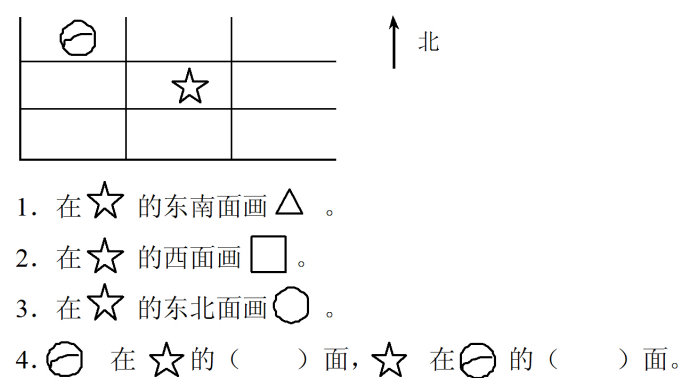 北
1. 在☆的东南面画△。
2. 在☆的西面画□。
3. 在☆的东北面画○。
4. 在☆的（ ）面,☆ 在 的（ ）面。